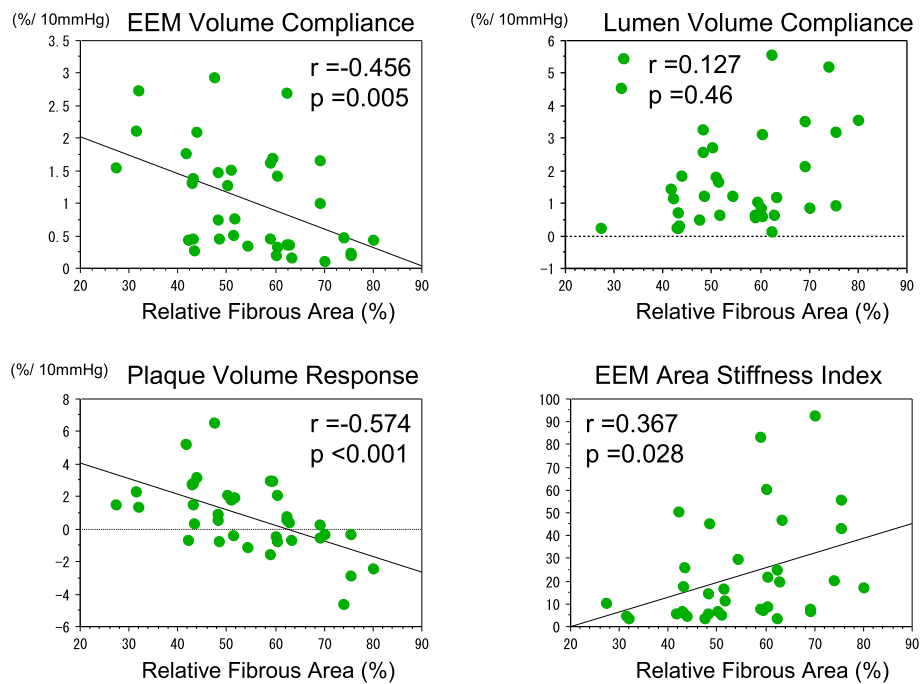 (%/ 10mmHg) EEM Volume Compliance
3.5
3
2.5
2
1.5
1
0.5
0
r =-0.456
p =0.005
20 30 40 50 60 70 80 90
Relative Fibrous Area (%)
(%/ 10mmHg) Lumen Volume Compliance
6
5
4
3
2
1
0
-1
r =0.127
p =0.46
20 30 40 50 60 70 80 90
Relative Fibrous Area (%)
(%/ 10mmHg) Plaque Volume Response
8
6
4
2
0
-2
-4
-6
r =-0.574
p <0.001
20 30 40 50 60 70 80 90
Relative Fibrous Area (%)
EEM Area Stiffness Index
100
90
80
70
60
50
40
30
20
10
0
r =0.367
p =0.028
20 30 40 50 60 70 80 90
Relative Fibrous Area (%)